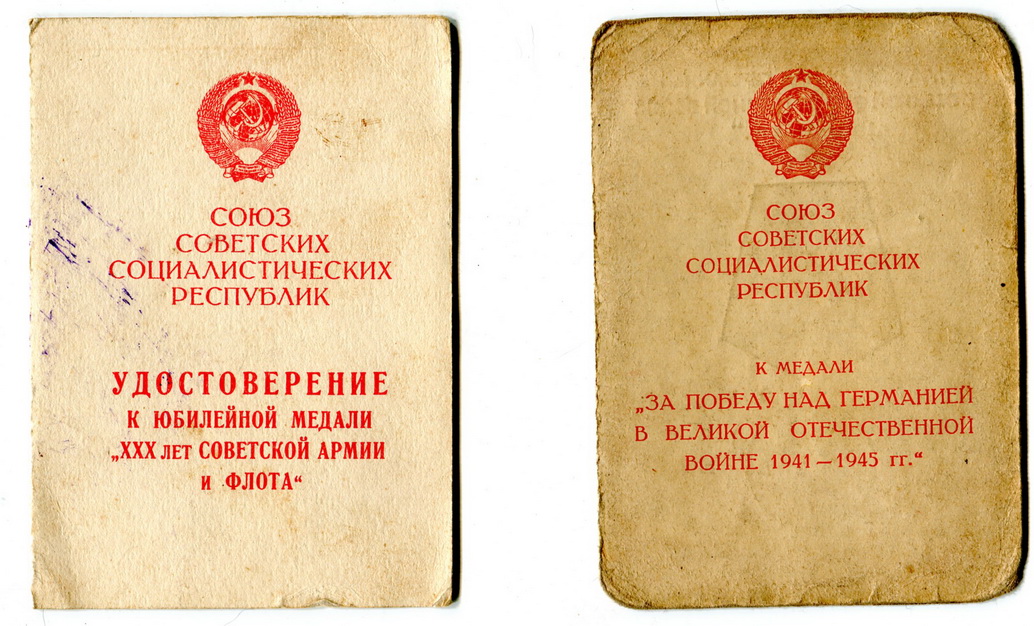 СОЮЗ
СОВЕТСКИХ
СОЦИАЛИСТИЧЕСКИХ
РЕСПУБЛИК
УДОСТОВЕРЕНИЕ
К ЮБИЛЕЙНОЙ МЕДАЛИ
„XXX ЛЕТ СОВЕТСКОЙ АРМИИ
и ФЛОТА“
СОЮЗ
СОВЕТСКИХ
СОЦИАЛИСТИЧЕСКИХ
РЕСПУБЛИК
К МЕДАЛИ
„ЗА ПОБЕДУ НАД ГЕРМАНИЕЙ
В ВЕЛИКОЙ ОТЕЧЕСТВЕННОЙ
ВОЙНЕ 1941—1945 гг.“